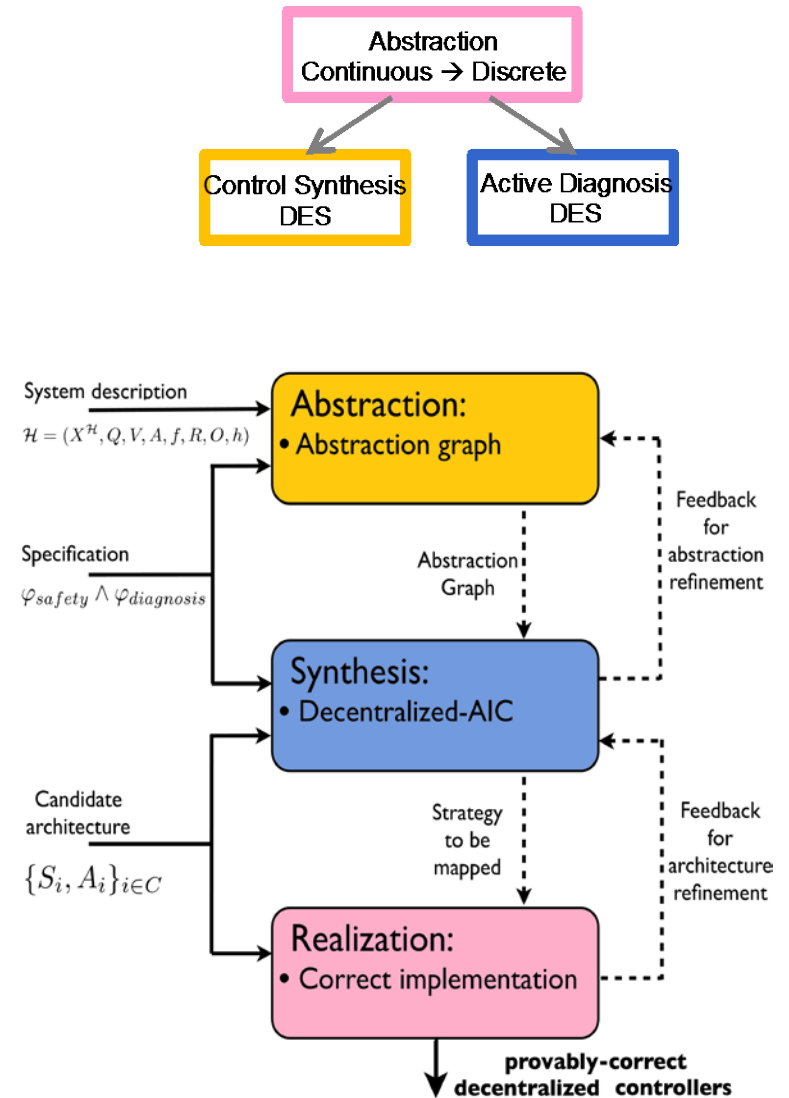 Abstraction
Continuous → Discrete
Control Synthesis
DES
Active Diagnosis
DES
System description
ℋ = (X^ℋ, Q, V, A, f, R, O, h)
Abstraction:
• Abstraction graph
Specification
φ_safety ∧ φ_diagnosis
Abstraction
Graph
Feedback
for
abstraction
refinement
Synthesis:
• Decentralized-AIC
Candidate
architecture
{S_i, A_i}_{i∈C}
Strategy
to be
mapped
Feedback
for
architecture
refinement
Realization:
• Correct implementation
provably-correct
decentralized controllers